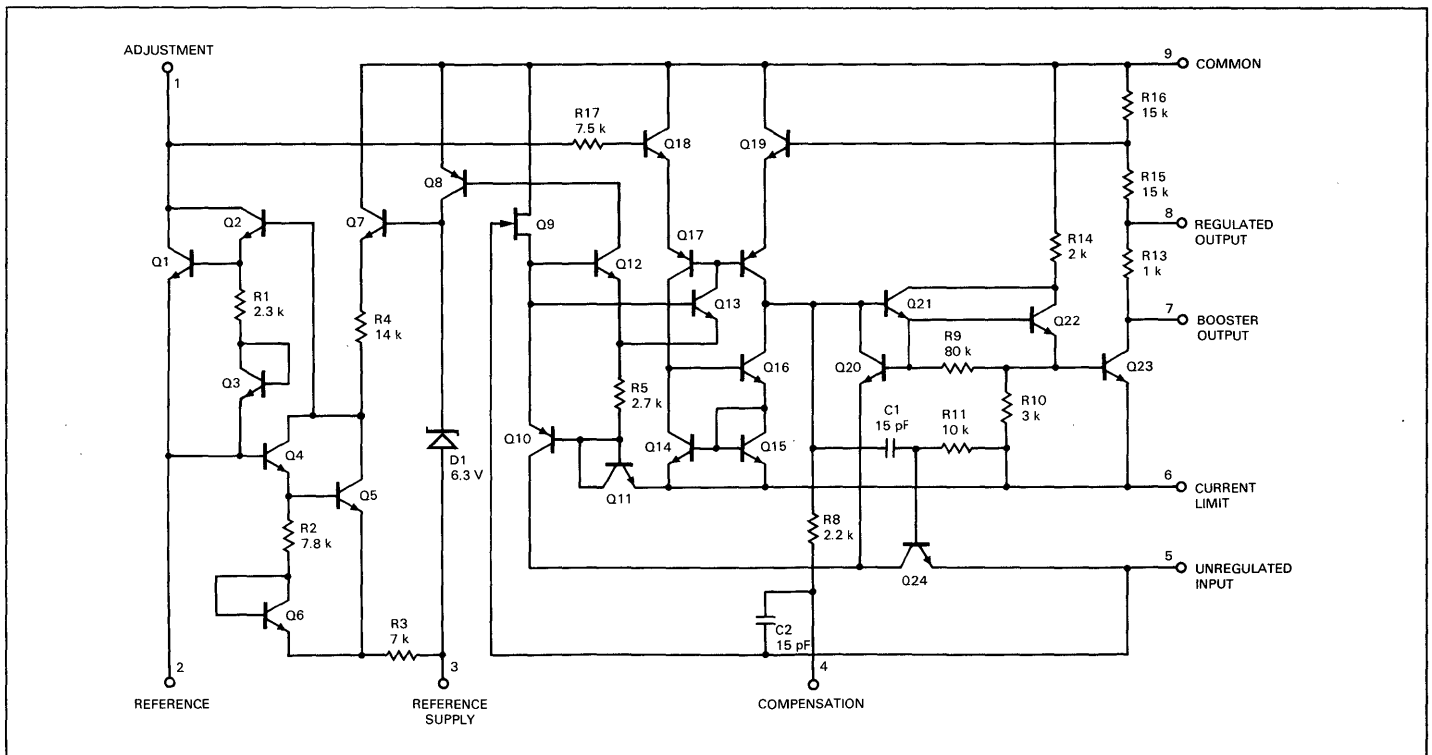 ADJUSTMENT
1
9
COMMON
R16
15 k
R17
7.5 k
Q18
Q19
R15
15 k
Q8
8
REGULATED
OUTPUT
Q2
Q7
Q9
Q17
R14
2 k
R13
1 k
Q1
Q12
Q13
Q21
Q22
7
BOOSTER
OUTPUT
R1
2.3 k
R4
14 k
R9
80 k
Q20
Q23
Q3
R5
2.7 k
Q16
R10
3 k
C1
15 pF
R11
10 k
Q4
D1
6.3 V
Q10
Q14
Q15
Q5
Q11
6
CURRENT
LIMIT
R2
7.8 k
R8
2.2 k
5
UNREGULATED
INPUT
Q24
Q6
R3
7 k
C2
15 pF
2
3
4
REFERENCE
REFERENCE
SUPPLY
COMPENSATION